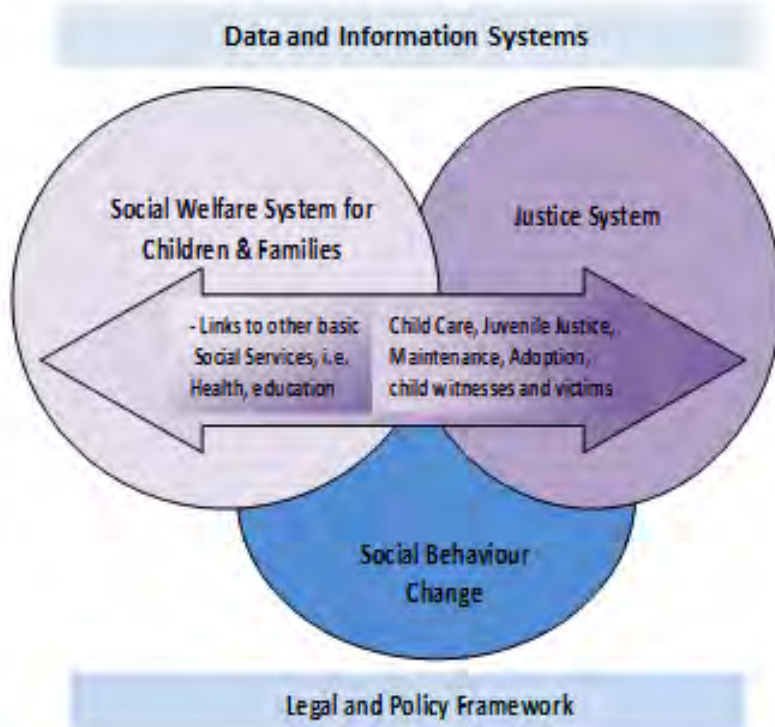 Data and Information Systems
Social Welfare System for
Children & Families
Justice System
- Links to other basic
Social Services, i.e.
Health, education
Child Care, Juvenile Justice,
Maintenance, Adoption,
child witnesses and victims
Social Behaviour
Change
Legal and Policy Framework